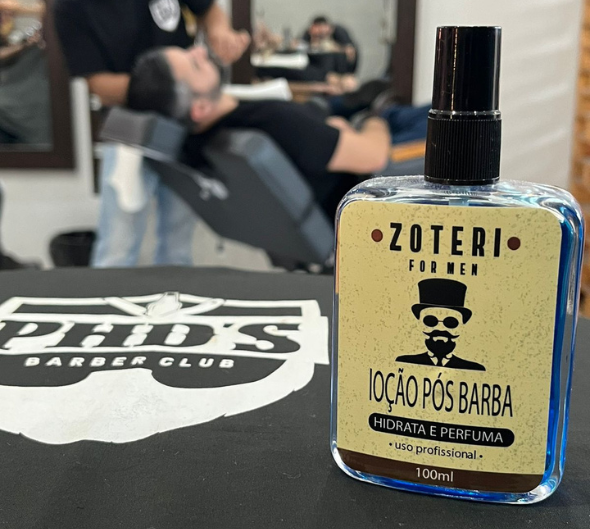 PHD'S
BARBER CLUB
ZOTERI
FOR MEN
lOÇÃO PÓS BARBA
HIDRATA E PERFUMA
• uso profissional •
100ml